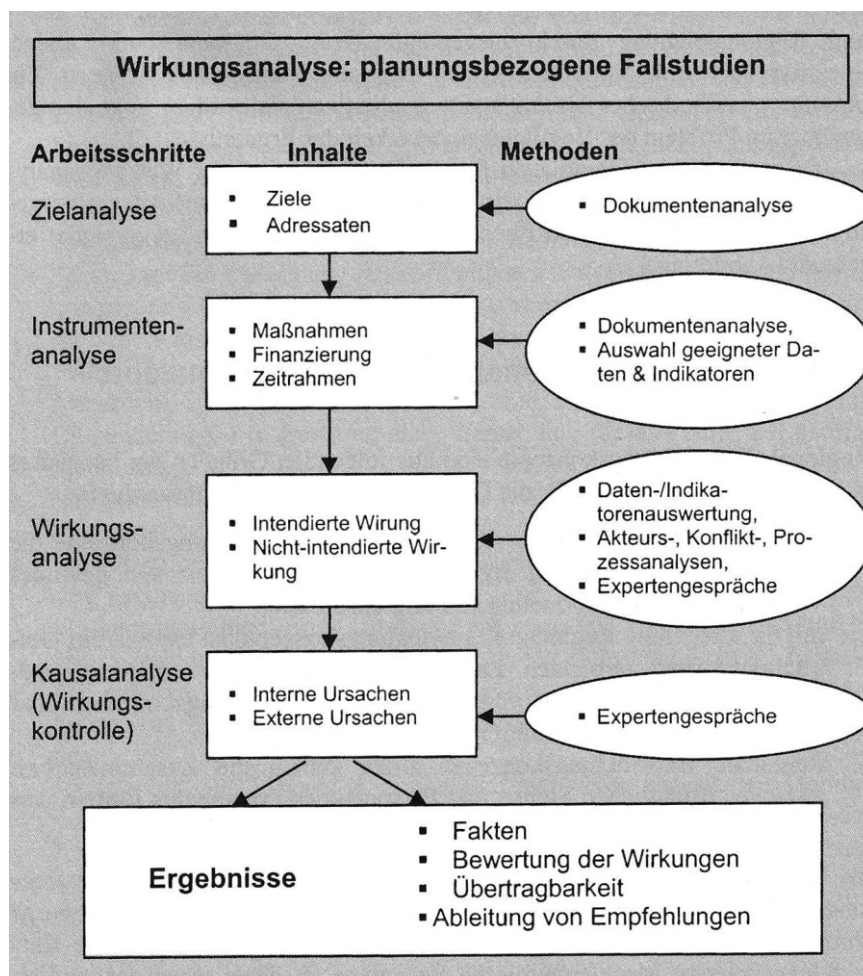 Wirkungsanalyse: planungsbezogene Fallstudien
Arbeitsschritte Inhalte Methoden
Zielanalyse
▪ Ziele
▪ Adressaten
▪ Dokumentenanalyse
Instrumenten-
analyse
▪ Maßnahmen
▪ Finanzierung
▪ Zeitrahmen
▪ Dokumentenanalyse,
▪ Auswahl geeigneter Da-
ten & Indikatoren
Wirkungs-
analyse
▪ Intendierte Wirung
▪ Nicht-intendierte Wir-
kung
▪ Daten-/Indika-
torenauswertung,
▪ Akteurs-, Konflikt-, Pro-
zessanalysen,
▪ Expertengespräche
Kausalanalyse
(Wirkungs-
kontrolle)
▪ Interne Ursachen
▪ Externe Ursachen
▪ Expertengespräche
Ergebnisse
▪ Fakten
▪ Bewertung der Wirkungen
▪ Übertragbarkeit
▪ Ableitung von Empfehlungen